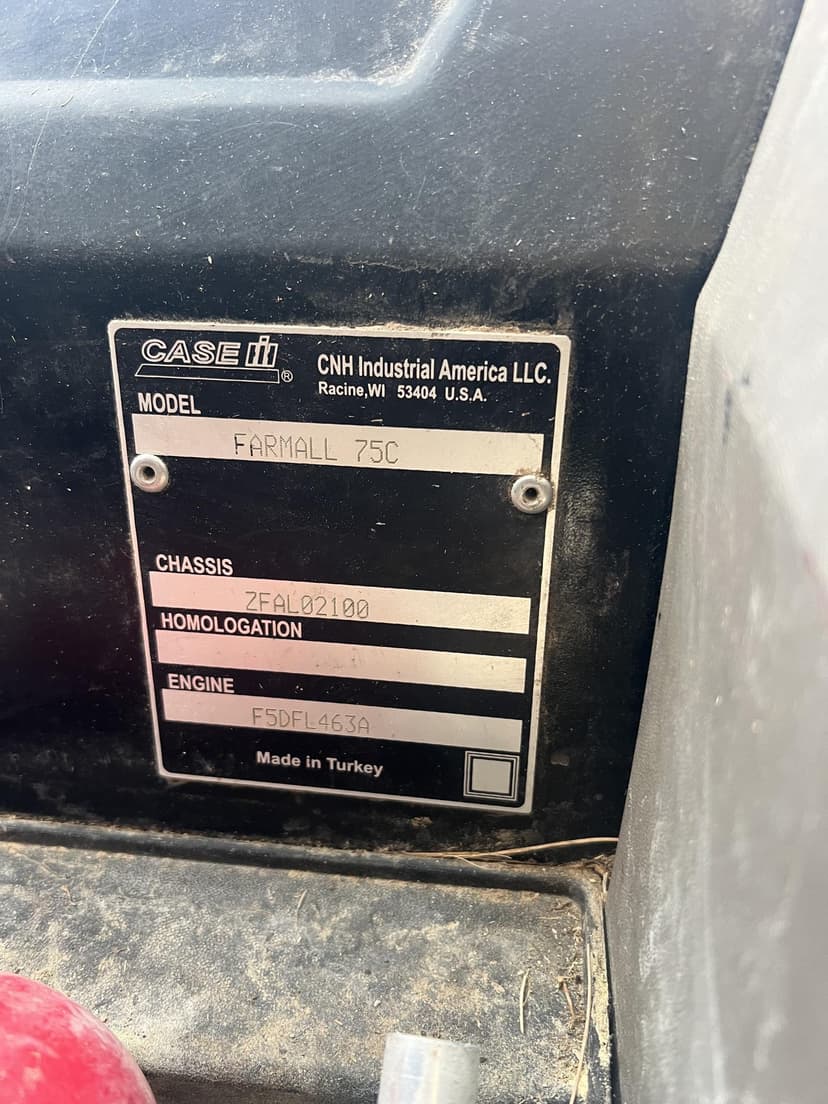 CASE IH ®
CNH Industrial America LLC.
Racine,WI 53404 U.S.A.
MODEL
FARMALL 75C
CHASSIS
ZFAL02100
HOMOLOGATION
ENGINE
F5DFL463A
Made in Turkey